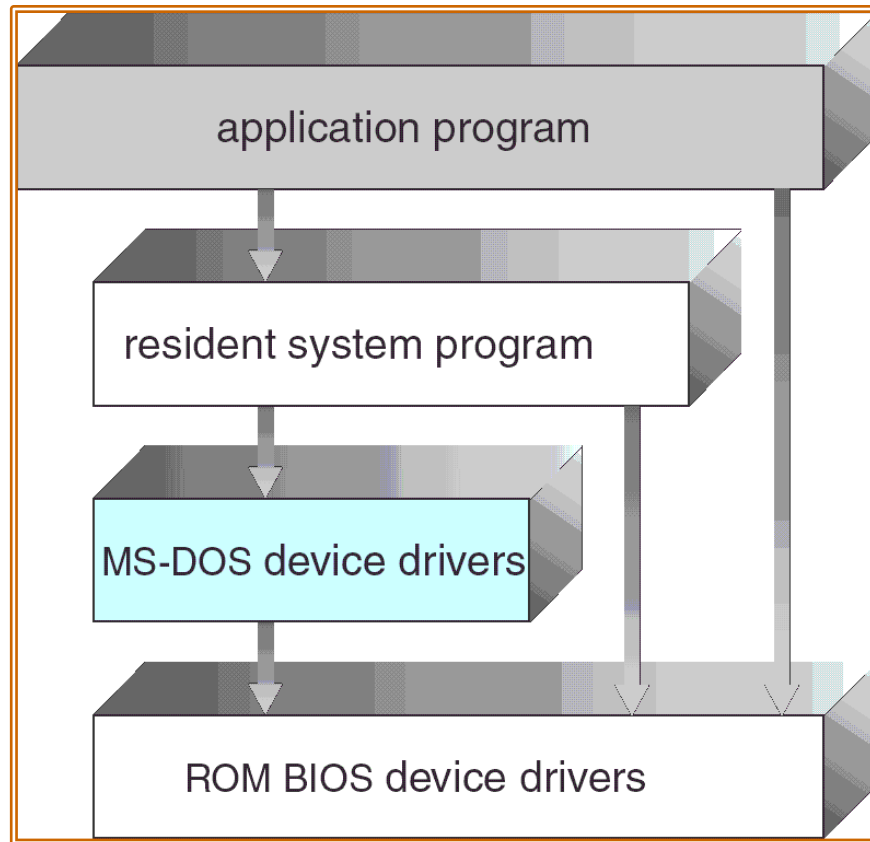 application program
resident system program
MS-DOS device drivers
ROM BIOS device drivers